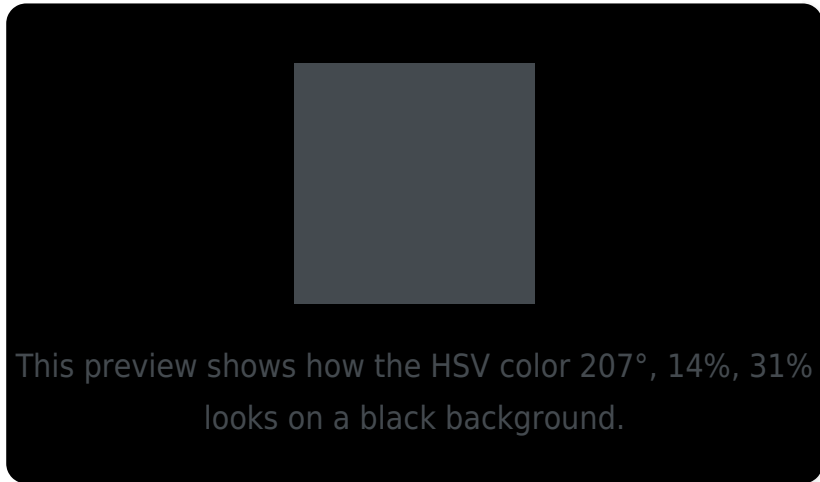 This preview shows how the HSV color 207°, 14%, 31%
looks on a black background.